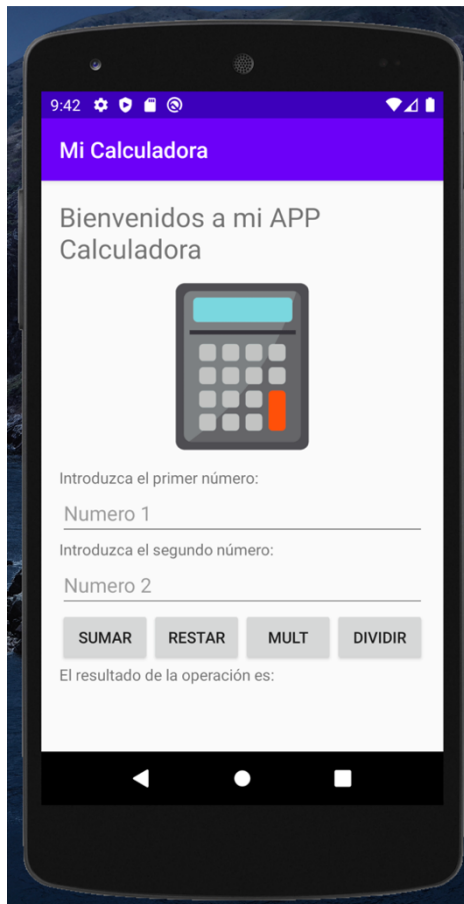 9:42
Mi Calculadora
Bienvenidos a mi APP
Calculadora
Introduzca el primer número:
Numero 1
Introduzca el segundo número:
Numero 2
SUMAR RESTAR MULT DIVIDIR
El resultado de la operación es: